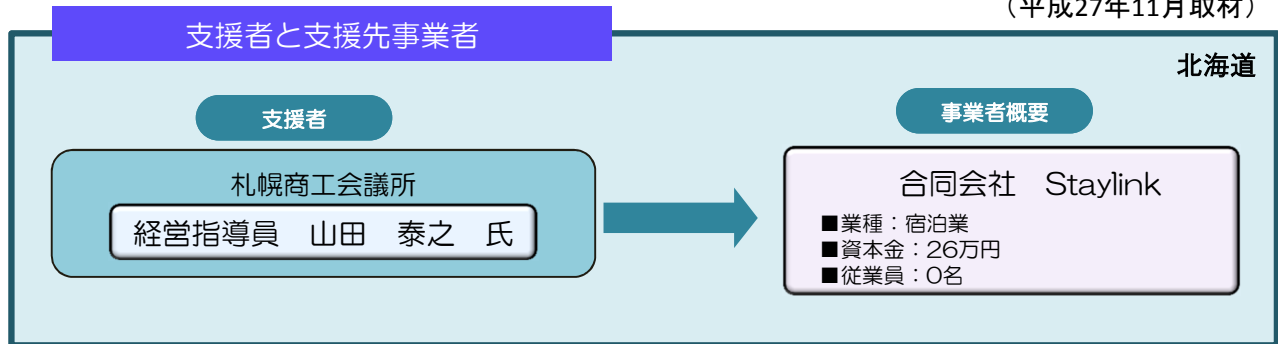 （平成27年11月取材）
支援者と支援先事業者
北海道
支援者
札幌商工会議所
経営指導員　山田　泰之　氏
事業者概要
合同会社　Staylink
■業種：宿泊業
■資本金：26万円
■従業員：0名